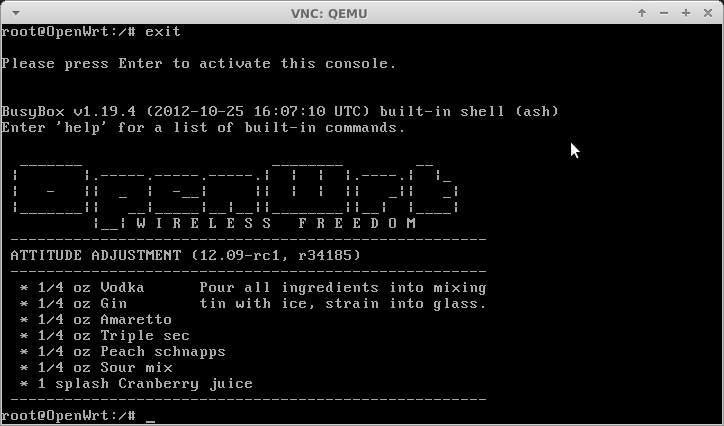 VNC: QEMU
root@OpenWrt:/# exit
Please press Enter to activate this console.
BusyBox v1.19.4 (2012-10-25 16:07:10 UTC) built-in shell (ash)
Enter 'help' for a list of built-in commands.
OpenWrt
W I R E L E S S   F R E E D O M
-----------------------------------------------------
ATTITUDE ADJUSTMENT (12.09-rc1, r34185)
-----------------------------------------------------
* 1/4 oz Vodka      Pour all ingredients into mixing
* 1/4 oz Gin        tin with ice, strain into glass.
* 1/4 oz Amaretto
* 1/4 oz Triple sec
* 1/4 oz Peach schnapps
* 1/4 oz Sour mix
* 1 splash Cranberry juice
-----------------------------------------------------
root@OpenWrt:/# _